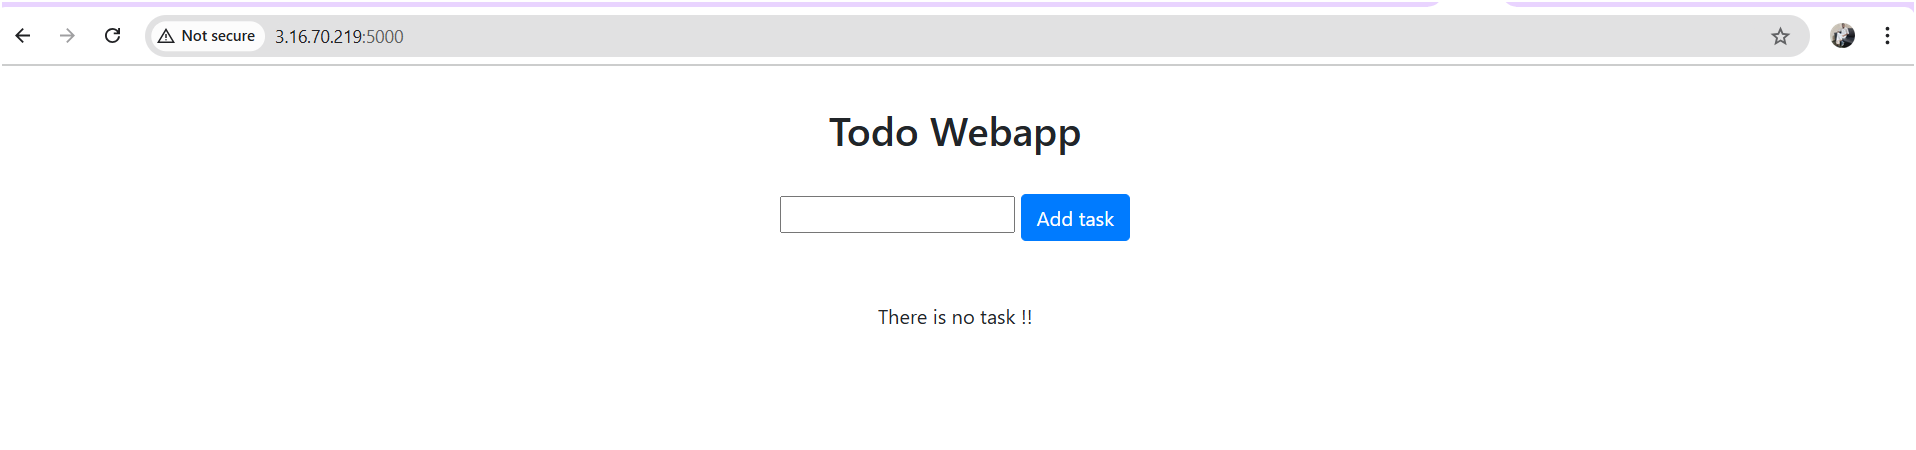 Not secure 3.16.70.219:5000
Todo Webapp
Add task
There is no task !!